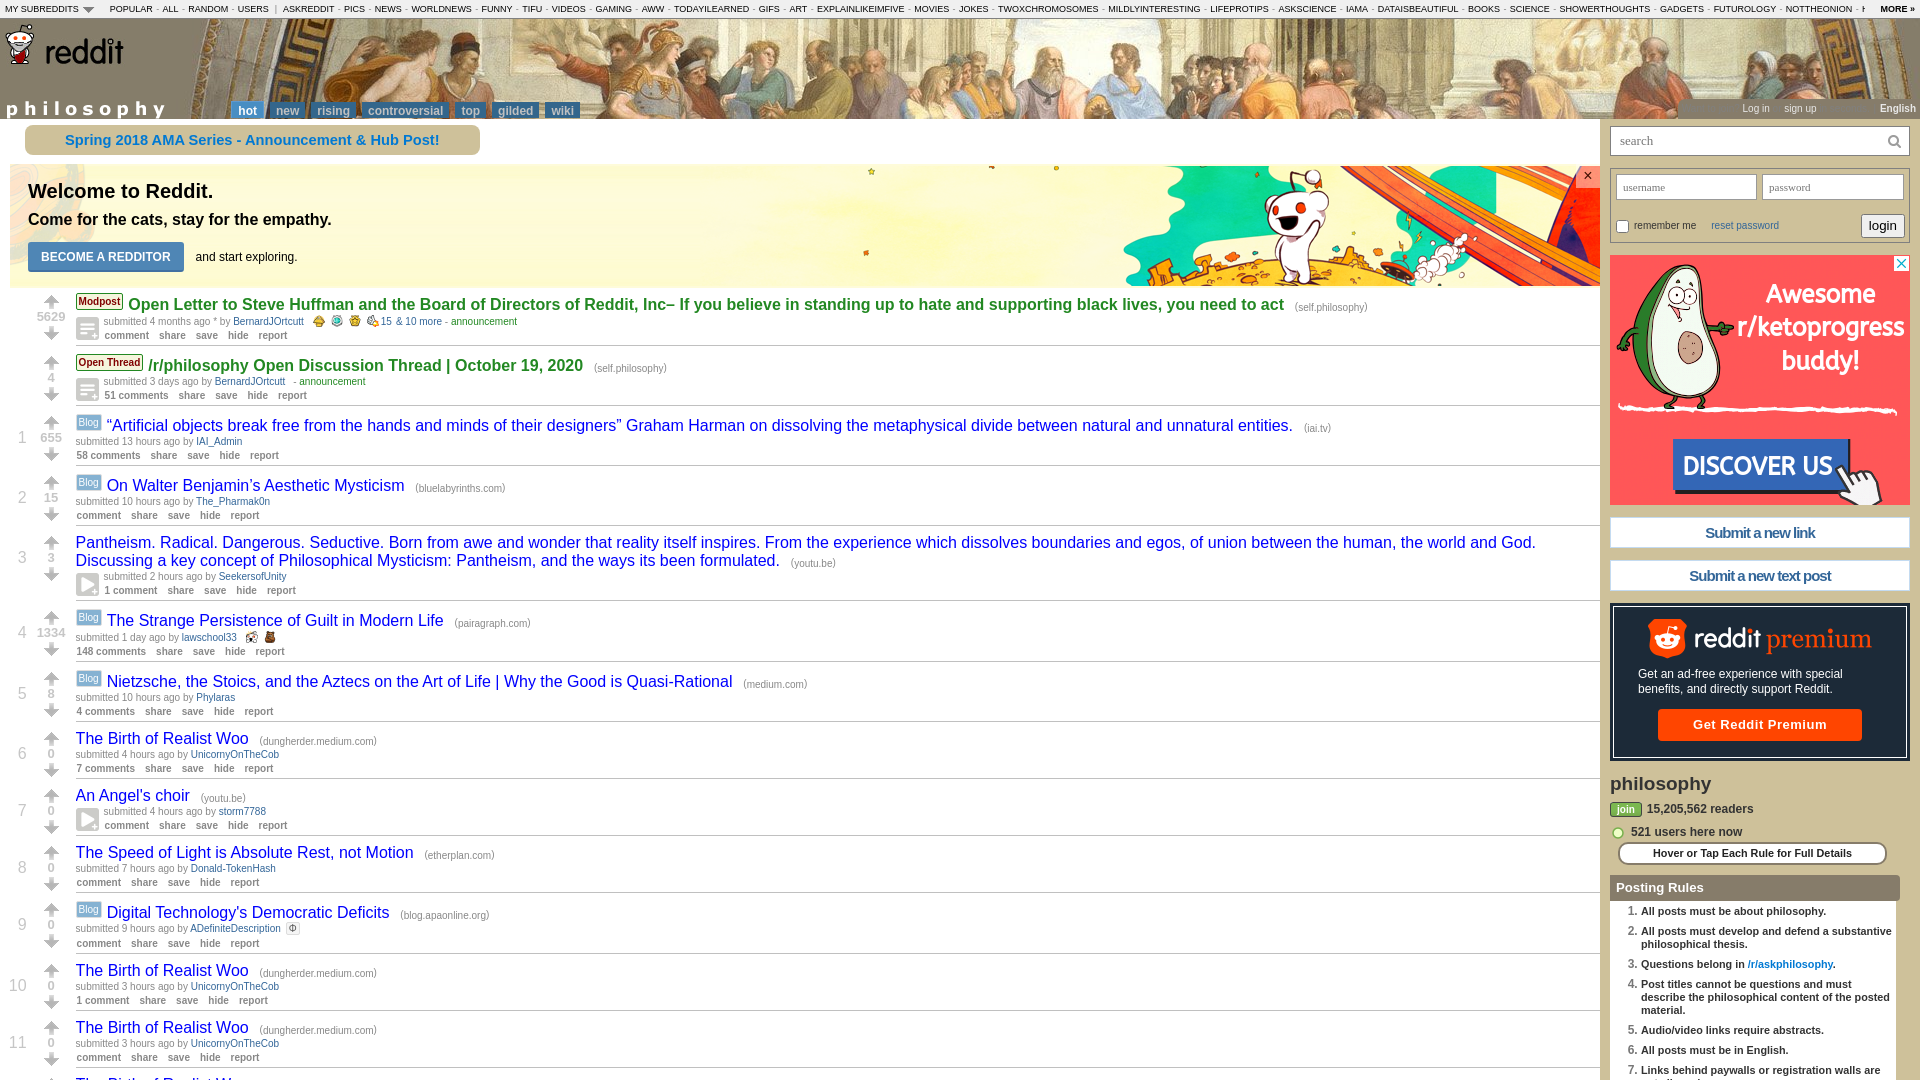 MY SUBREDDITS POPULAR - ALL - RANDOM - USERS | ASKREDDIT - PICS - NEWS - WORLDNEWS - FUNNY - TIFU - VIDEOS - GAMING - AWW - TODAYILEARNED - GIFS - ART - EXPLAINLIKEIMFIVE - MOVIES - JOKES - TWOXCHROMOSOMES - MILDLYINTERESTING - LIFEPROTIPS - ASKSCIENCE - IAMA - DATAISBEAUTIFUL - BOOKS - SCIENCE - SHOWERTHOUGHTS - GADGETS - FUTUROLOGY - NOTTHEONION - MORE »
reddit
philosophy
hot new rising controversial top gilded wiki
Log in sign up English
Spring 2018 AMA Series - Announcement & Hub Post!
Welcome to Reddit.
Come for the cats, stay for the empathy.
BECOME A REDDITOR and start exploring.
×
5629
Modpost Open Letter to Steve Huffman and the Board of Directors of Reddit, Inc– If you believe in standing up to hate and supporting black lives, you need to act (self.philosophy)
submitted 4 months ago * by BernardJOrtcutt 15 & 10 more - announcement
comment share save hide report
4
Open Thread /r/philosophy Open Discussion Thread | October 19, 2020 (self.philosophy)
submitted 3 days ago by BernardJOrtcutt - announcement
51 comments share save hide report
1 655
Blog “Artificial objects break free from the hands and minds of their designers” Graham Harman on dissolving the metaphysical divide between natural and unnatural entities. (iai.tv)
submitted 13 hours ago by IAI_Admin
58 comments share save hide report
2 15
Blog On Walter Benjamin’s Aesthetic Mysticism (bluelabyrinths.com)
submitted 10 hours ago by The_Pharmak0n
comment share save hide report
3 3
Pantheism. Radical. Dangerous. Seductive. Born from awe and wonder that reality itself inspires. From the experience which dissolves boundaries and egos, of union between the human, the world and God.
Discussing a key concept of Philosophical Mysticism: Pantheism, and the ways its been formulated. (youtu.be)
submitted 2 hours ago by SeekersofUnity
1 comment share save hide report
4 1334
Blog The Strange Persistence of Guilt in Modern Life (pairagraph.com)
submitted 1 day ago by lawschool33
148 comments share save hide report
5 8
Blog Nietzsche, the Stoics, and the Aztecs on the Art of Life | Why the Good is Quasi-Rational (medium.com)
submitted 10 hours ago by Phylaras
4 comments share save hide report
6 0
The Birth of Realist Woo (dungherder.medium.com)
submitted 4 hours ago by UnicornyOnTheCob
7 comments share save hide report
7 0
An Angel's choir (youtu.be)
submitted 4 hours ago by storm7788
comment share save hide report
8 0
The Speed of Light is Absolute Rest, not Motion (etherplan.com)
submitted 7 hours ago by Donald-TokenHash
comment share save hide report
9 0
Blog Digital Technology's Democratic Deficits (blog.apaonline.org)
submitted 9 hours ago by ADefiniteDescription Φ
comment share save hide report
10 0
The Birth of Realist Woo (dungherder.medium.com)
submitted 3 hours ago by UnicornyOnTheCob
1 comment share save hide report
11 0
The Birth of Realist Woo (dungherder.medium.com)
submitted 3 hours ago by UnicornyOnTheCob
comment share save hide report
search
username password
remember me reset password login
Awesome
r/ketoprogress
buddy!
DISCOVER US
Submit a new link
Submit a new text post
reddit premium
Get an ad-free experience with special
benefits, and directly support Reddit.
Get Reddit Premium
philosophy
join 15,205,562 readers
521 users here now
Hover or Tap Each Rule for Full Details
Posting Rules
1. All posts must be about philosophy.
2. All posts must develop and defend a substantive
philosophical thesis.
3. Questions belong in /r/askphilosophy.
4. Post titles cannot be questions and must
describe the philosophical content of the posted
material.
5. Audio/video links require abstracts.
6. All posts must be in English.
7. Links behind paywalls or registration walls are